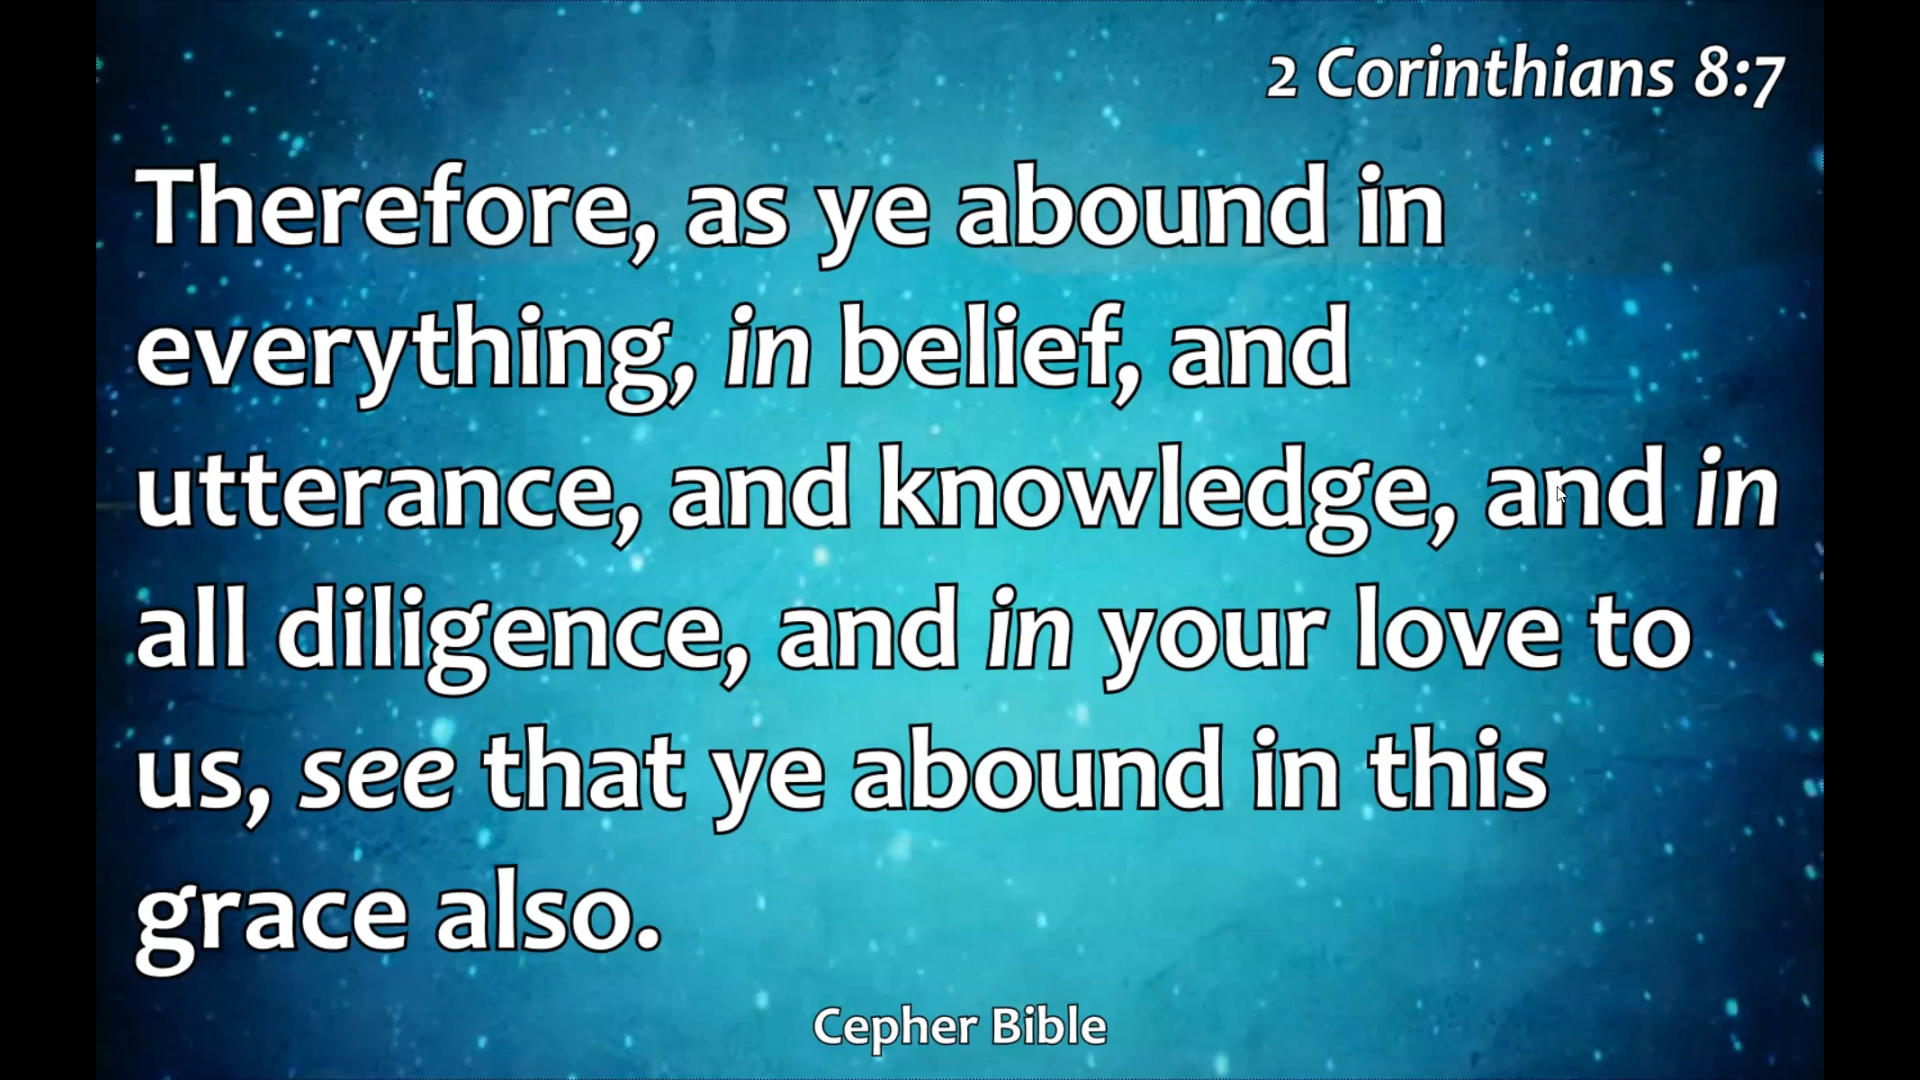 2 Corinthians 8:7
Therefore, as ye abound in
everything, in belief, and
utterance, and knowledge, and in
all diligence, and in your love to
us, see that ye abound in this
grace also.
Cepher Bible